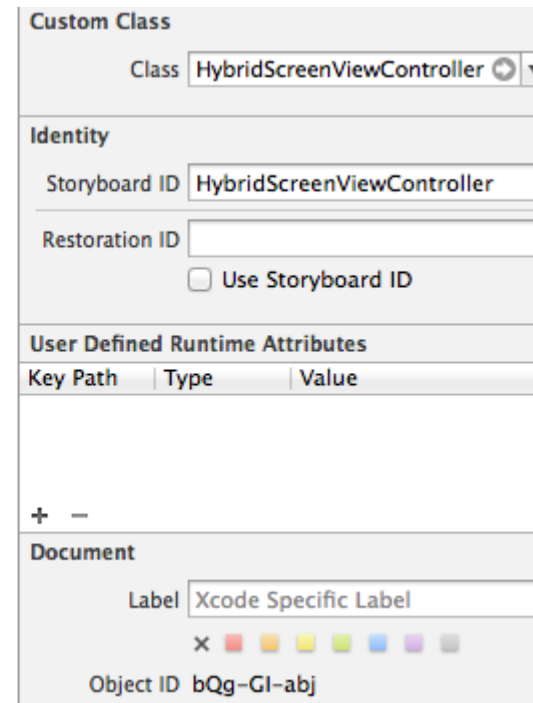 Custom Class
Class HybridScreenViewController
Identity
Storyboard ID HybridScreenViewController
Restoration ID
Use Storyboard ID
User Defined Runtime Attributes
Key Path Type Value
+ −
Document
Label Xcode Specific Label
Object ID bQg-GI-abj